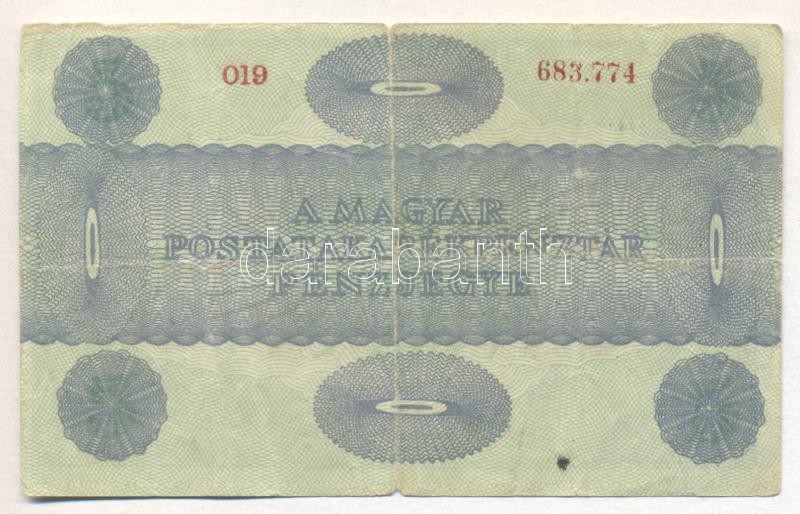 019 683.774
A MAGYAR
POSTATAKARÉKPÉNZTÁR
PÉNZJEGYE
darabanth